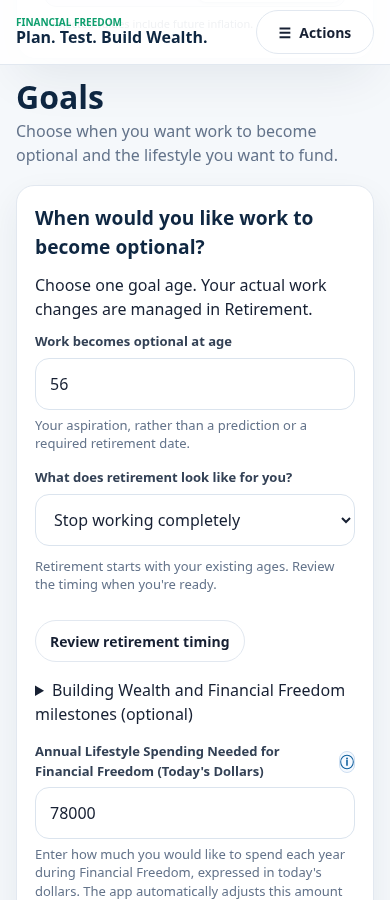 FINANCIAL FREEDOM
Plan. Test. Build Wealth.
include future inflation
☰ Actions
Goals
Choose when you want work to become
optional and the lifestyle you want to fund.
When would you like work to
become optional?
Choose one goal age. Your actual work
changes are managed in Retirement.
Work becomes optional at age
56
Your aspiration, rather than a prediction or a
required retirement date.
What does retirement look like for you?
Stop working completely
Retirement starts with your existing ages. Review
the timing when you're ready.
Review retirement timing
▶ Building Wealth and Financial Freedom
milestones (optional)
Annual Lifestyle Spending Needed for
Financial Freedom (Today's Dollars)
78000
Enter how much you would like to spend each year
during Financial Freedom, expressed in today's
dollars. The app automatically adjusts this amount